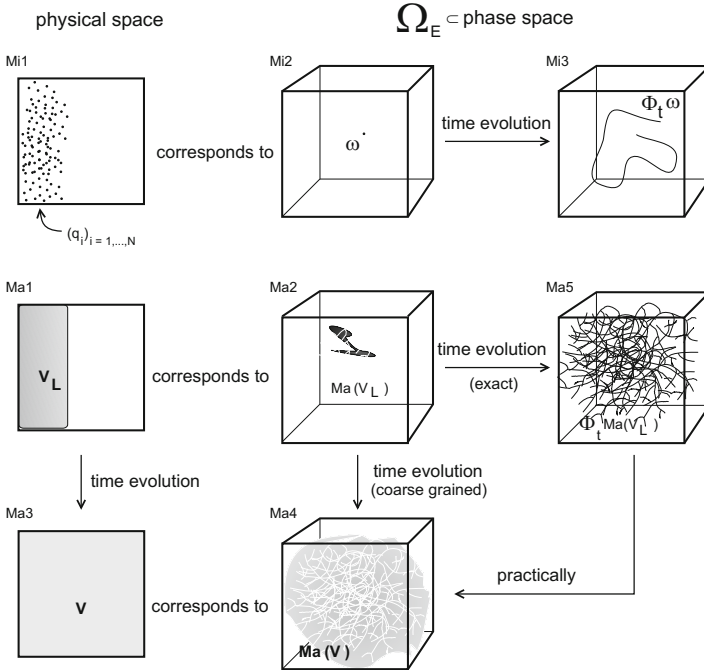 physical space
Ω_E ⊂ phase space
Mi1
Mi2
Mi3
corresponds to
ω
time evolution
Φ_t ω
(q_i)_{i = 1,...,N}
Ma1
Ma2
Ma5
V_L
corresponds to
Ma (V_L)
time evolution
(exact)
Φ_t Ma(V_L)
time evolution
time evolution
(coarse grained)
Ma3
Ma4
V
corresponds to
Ma (V)
practically